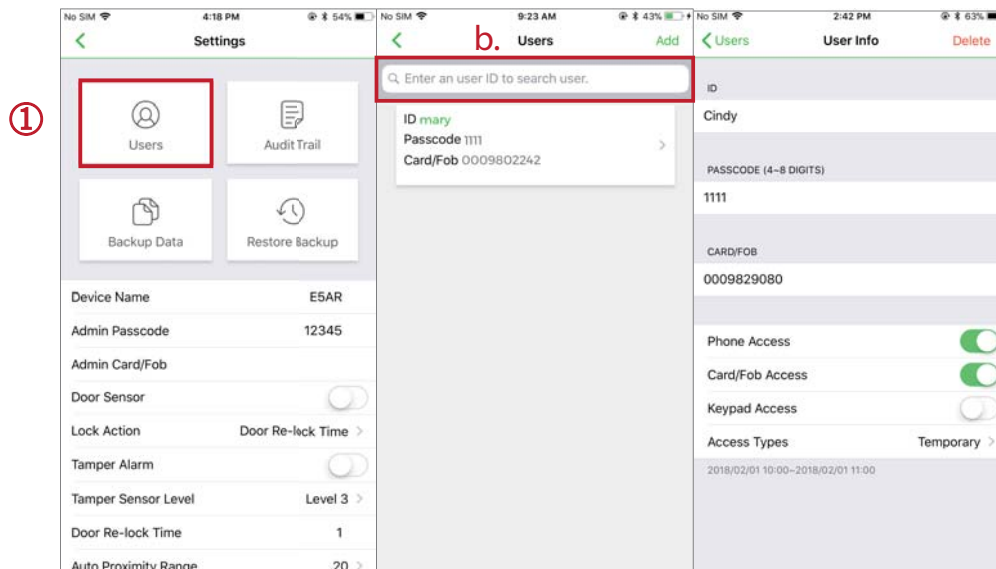 ①
No SIM 4:18 PM 54%
Settings
Users
Audit Trail
Backup Data
Restore Backup
Device Name E5AR
Admin Passcode 12345
Admin Card/Fob
Door Sensor
Lock Action Door Re-lock Time >
Tamper Alarm
Tamper Sensor Level Level 3 >
Door Re-lock Time 1
Auto Proximity Range 20 >
No SIM 9:23 AM 43%
b.
Users Add
Enter an user ID to search user.
ID mary
Passcode 1111
Card/Fob 0009802242
No SIM 2:42 PM 63%
Users User Info Delete
ID
Cindy
PASSCODE (4~8 DIGITS)
1111
CARD/FOB
0009829080
Phone Access
Card/Fob Access
Keypad Access
Access Types Temporary >
2018/02/01 10:00~2018/02/01 11:00